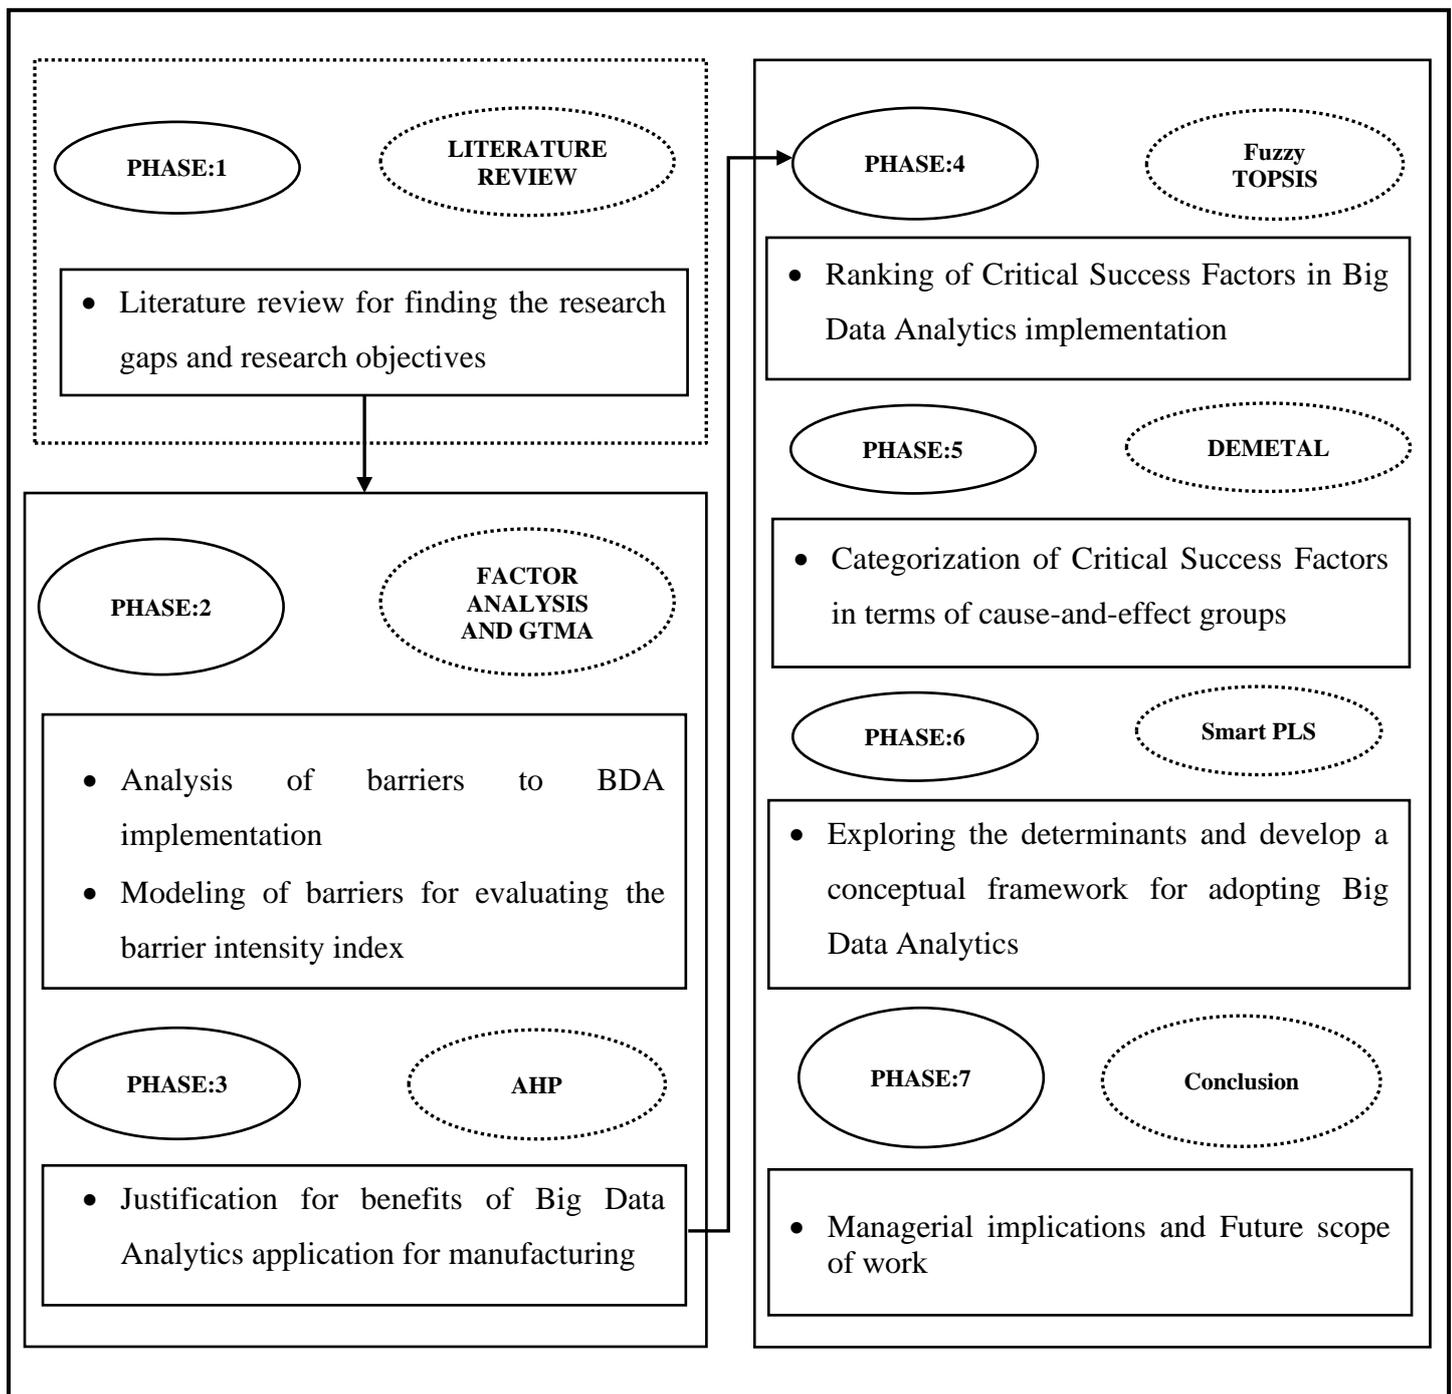 PHASE:1
LITERATURE
REVIEW
• Literature review for finding the research
gaps and research objectives
PHASE:2
FACTOR
ANALYSIS
AND GTMA
• Analysis of barriers to BDA
implementation
• Modeling of barriers for evaluating the
barrier intensity index
PHASE:3
AHP
• Justification for benefits of Big Data
Analytics application for manufacturing
PHASE:4
Fuzzy
TOPSIS
• Ranking of Critical Success Factors in Big
Data Analytics implementation
PHASE:5
DEMETAL
• Categorization of Critical Success Factors
in terms of cause-and-effect groups
PHASE:6
Smart PLS
• Exploring the determinants and develop a
conceptual framework for adopting Big
Data Analytics
PHASE:7
Conclusion
• Managerial implications and Future scope
of work